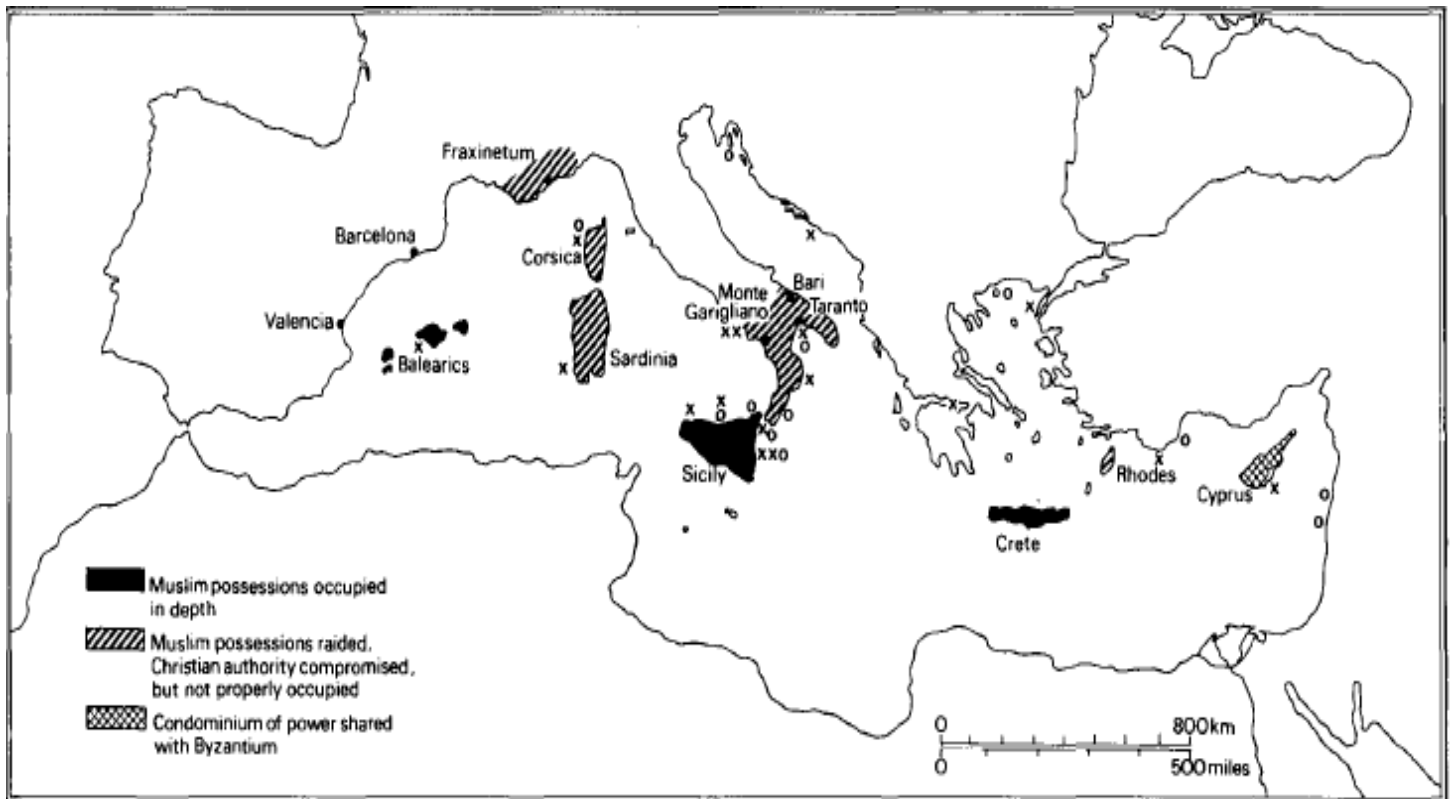 Fraxinetum
Barcelona
Corsica
Valencia
Balearics
Sardinia
Monte
Garigliano
Bari
Taranto
Sicily
Rhodes
Cyprus
Crete
Muslim possessions occupied
in depth
Muslim possessions raided.
Christian authority compromised,
but not properly occupied
Condominium of power shared
with Byzantium
0 800km
0 500miles
o
o
x
x
o
x
o
x
xx
x
o
x
x
x
x
o
o
o
x
o
xxo
x
x
o
x
o
o